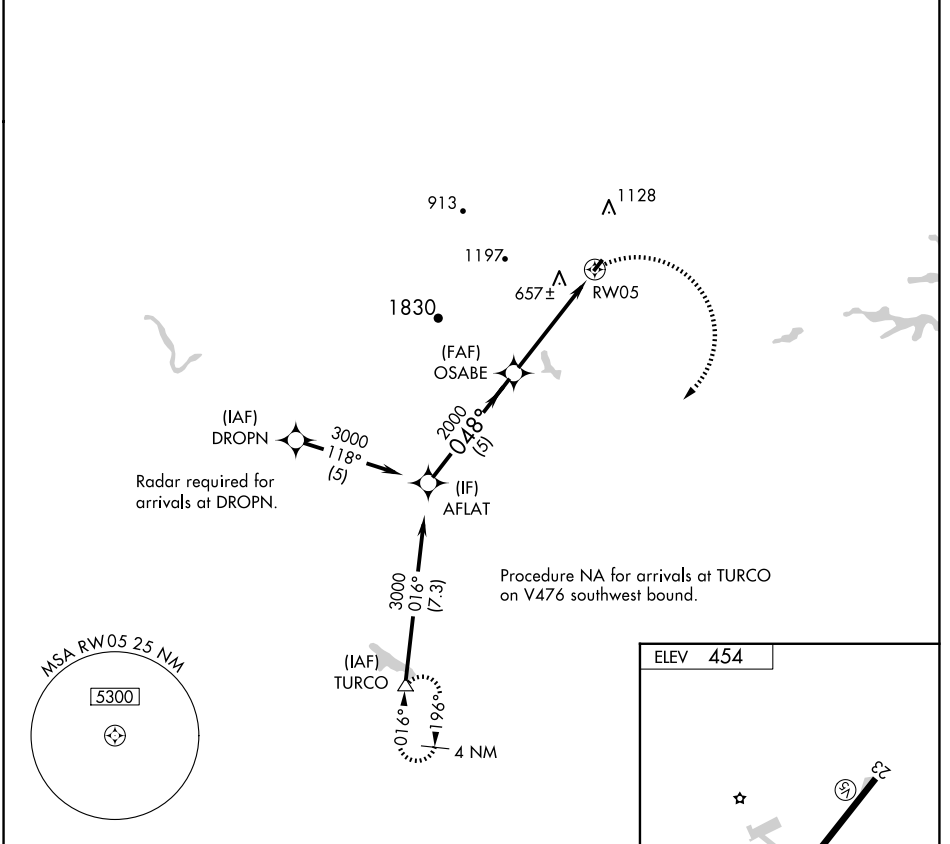 913
1128
1197
657±
RW05
1830
(FAF)
OSABE
(IAF)
DROPN
3000
118°
(5)
2000
048°
(5)
Radar required for
arrivals at DROPN.
(IF)
AFLAT
3000
016°
(7.3)
Procedure NA for arrivals at TURCO
on V476 southwest bound.
(IAF)
TURCO
016°
196°
4 NM
MSA RW05 25 NM
5300
ELEV 454
23
V5